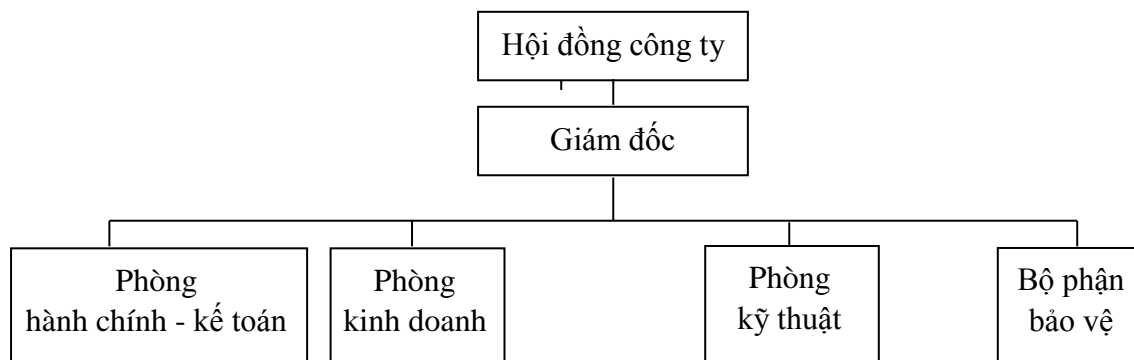 Hội đồng công ty
Giám đốc
Phòng
hành chính - kế toán
Phòng
kinh doanh
Phòng
kỹ thuật
Bộ phận
bảo vệ